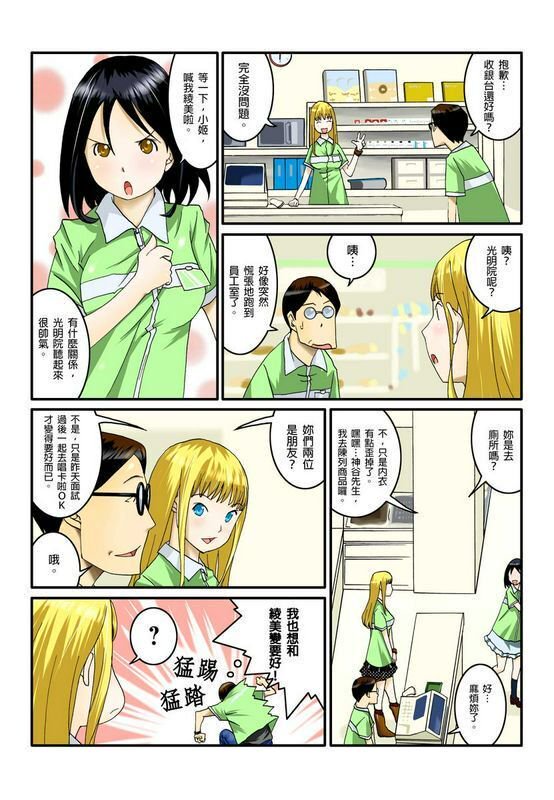 抱歉…
收銀台還好嗎？
完全沒問題。
等一下，小姬，
喊我綾美啦。
有什麼關係，
光明院聽起來
很帥氣。
咦？
光明院呢？
咦…
好像突然
慌張地跑到
員工室了。
妳是去
廁所嗎？
不，只是內衣
有點歪掉了。
嘿嘿…神谷先生，
我去陳列商品囉。
好…
麻煩妳了。
妳們兩位
是朋友？
不是，只是昨天面試
過後一起去唱卡啦OK
才變得要好而已。
哦。
我也想和
綾美變要好！
猛踢
猛踏
？